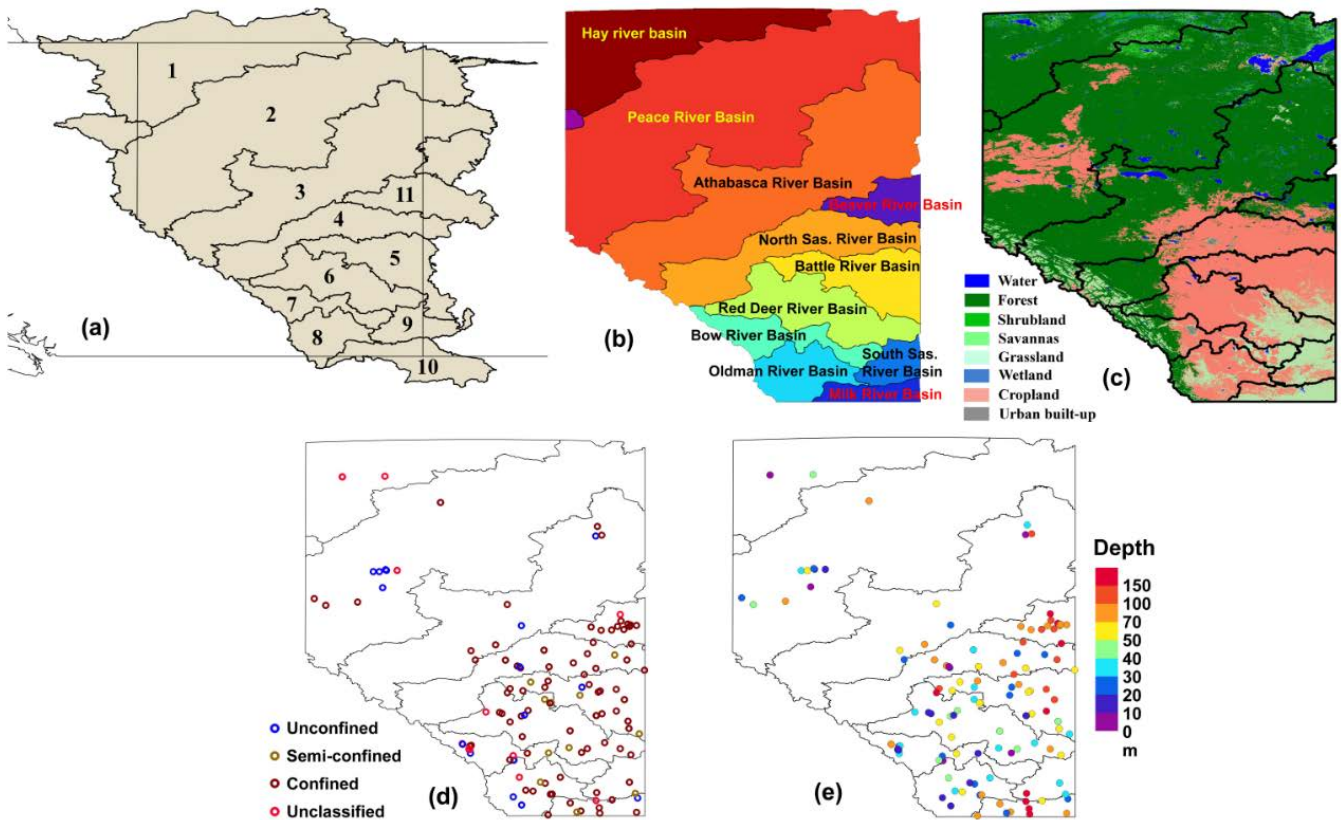 1
2
3
11
4
5
6
7
9
8
10
(a)
Hay river basin
Peace River Basin
Athabasca River Basin
Beaver River Basin
North Sas. River Basin
Battle River Basin
Red Deer River Basin
(b)
Bow River Basin
South Sas.
River Basin
Oldman River Basin
Milk River Basin
Water
Forest
Shrubland
Savannas
Grassland
Wetland
Cropland
Urban built-up
(c)
Unconfined
Semi-confined
Confined
Unclassified
(d)
(e)
Depth
150
100
70
50
40
30
20
10
0
m